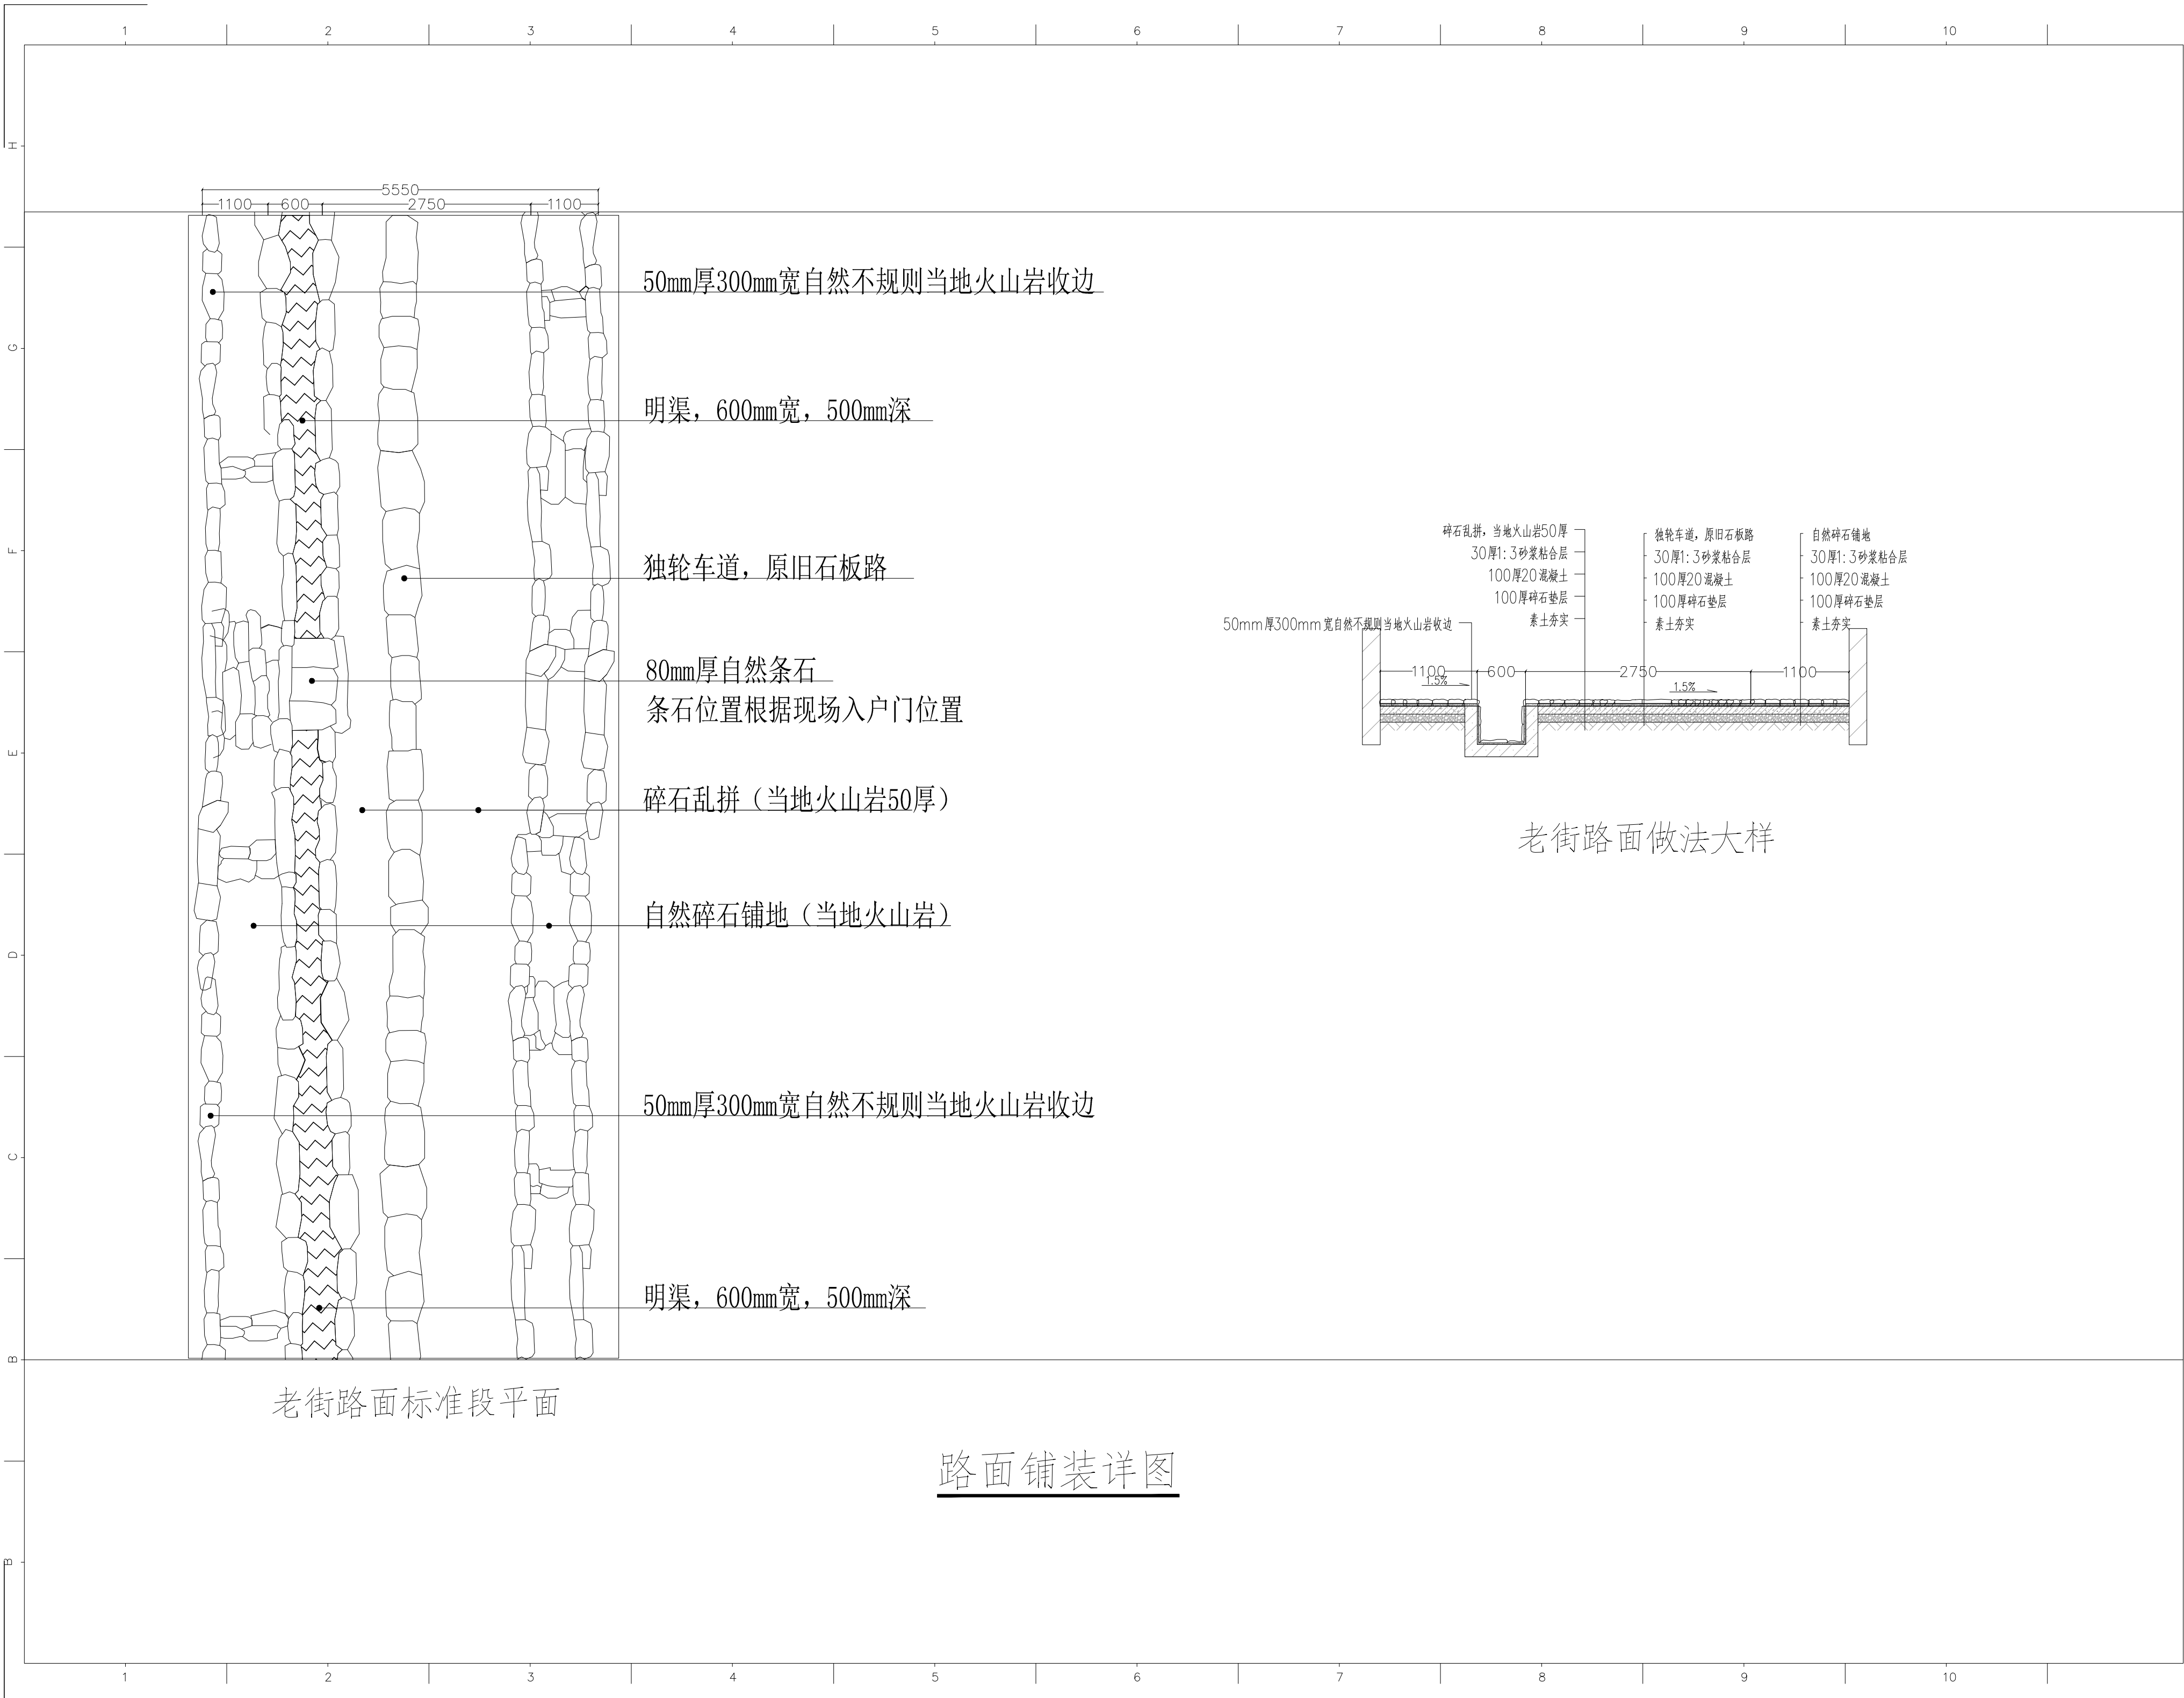 1 2 3 4 5 6 7 8 9 10
H
G
F
E
D
C
B
B
5550
1100 600 2750 1100
50mm厚300mm宽自然不规则当地火山岩收边
明渠，600mm宽，500mm深
独轮车道，原旧石板路
80mm厚自然条石
条石位置根据现场入户门位置
碎石乱拼（当地火山岩50厚）
自然碎石铺地（当地火山岩）
50mm厚300mm宽自然不规则当地火山岩收边
明渠，600mm宽，500mm深
老街路面标准段平面
碎石乱拼，当地火山岩50厚
30厚1:3砂浆粘合层
100厚20混凝土
100厚碎石垫层
素土夯实
独轮车道，原旧石板路
30厚1:3砂浆粘合层
100厚20混凝土
100厚碎石垫层
素土夯实
自然碎石铺地
30厚1:3砂浆粘合层
100厚20混凝土
100厚碎石垫层
素土夯实
50mm厚300mm宽自然不规则当地火山岩收边
1100 600 2750 1100
1.5% 1.5%
老街路面做法大样
路面铺装详图
1 2 3 4 5 6 7 8 9 10